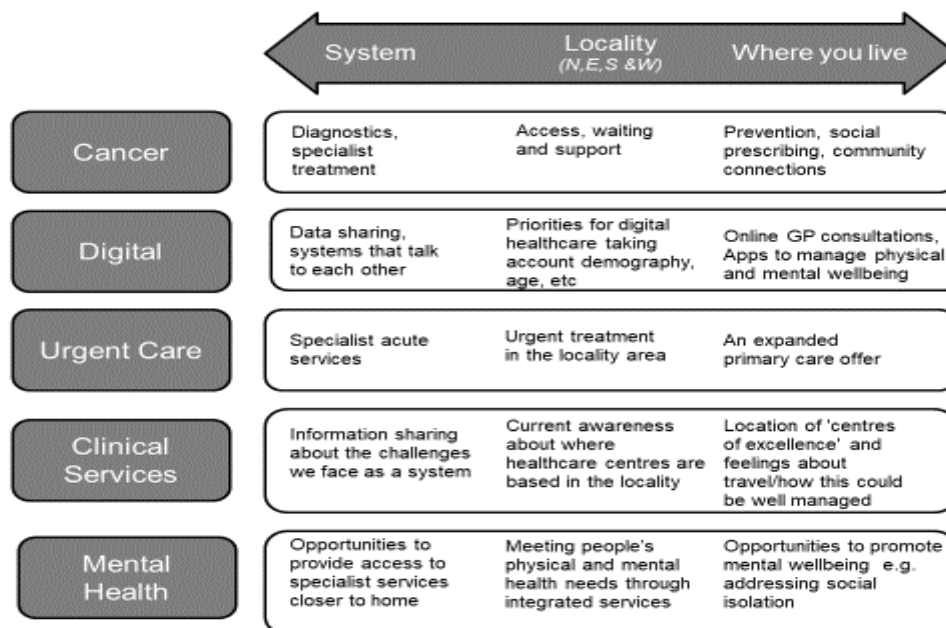 System
Locality
(N,E,S &W)
Where you live
Cancer
Diagnostics,
specialist
treatment
Access, waiting
and support
Prevention, social
prescribing, community
connections
Digital
Data sharing,
systems that talk
to each other
Priorities for digital
healthcare taking
account demography,
age, etc
Online GP consultations,
Apps to manage physical
and mental wellbeing
Urgent Care
Specialist acute
services
Urgent treatment
in the locality area
An expanded
primary care offer
Clinical
Services
Information sharing
about the challenges
we face as a system
Current awareness
about where
healthcare centres are
based in the locality
Location of 'centres
of excellence' and
feelings about
travel/how this could
be well managed
Mental
Health
Opportunities to
provide access to
specialist services
closer to home
Meeting people's
physical and mental
health needs through
integrated services
Opportunities to promote
mental wellbeing e.g.
addressing social
isolation